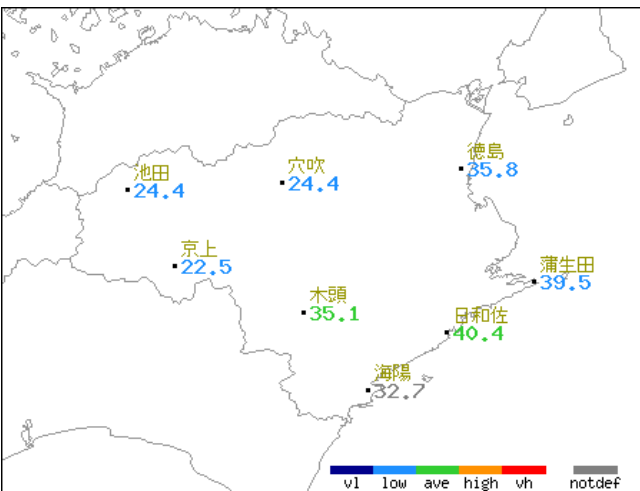 徳島
35.8
穴吹
24.4
池田
24.4
京上
22.5
蒲生田
39.5
木頭
35.1
日和佐
40.4
海陽
32.7
vl low ave high vh notdef